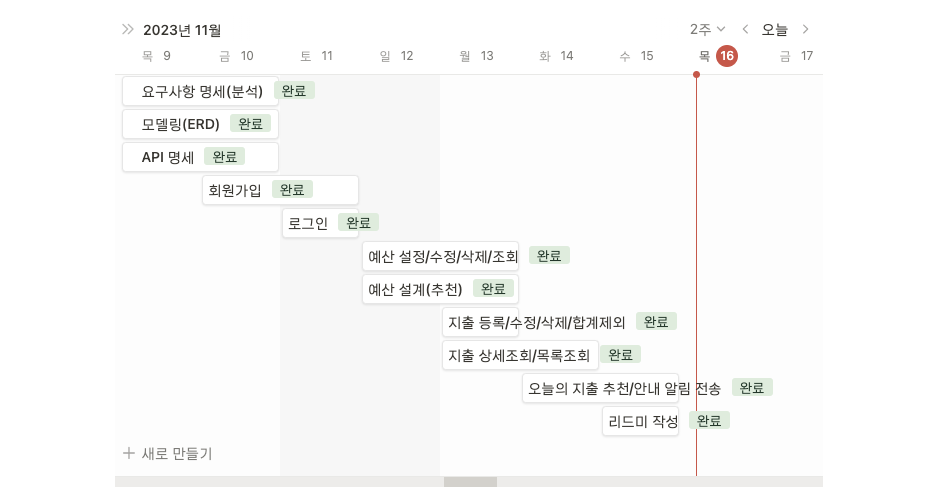 2023년 11월 2주 오늘
목 9 금 10 토 11 일 12 월 13 화 14 수 15 목 16 금 17
요구사항 명세(분석) 완료
모델링(ERD) 완료
API 명세 완료
회원가입 완료
로그인 완료
예산 설정/수정/삭제/조회 완료
예산 설계(추천) 완료
지출 등록/수정/삭제/합계제외 완료
지출 상세조회/목록조회 완료
오늘의 지출 추천/안내 알림 전송 완료
리드미 작성 완료
새로 만들기